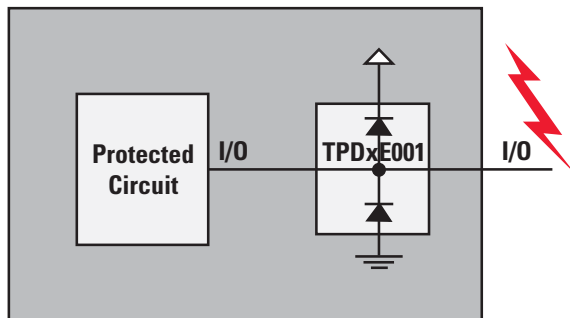 Protected
Circuit
I/O
TPDxE001
I/O